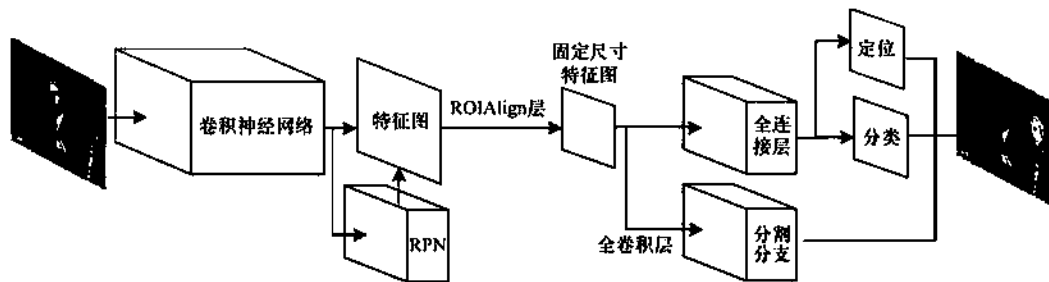 卷积神经网络
特征图
RPN
ROIAlign层
固定尺寸
特征图
全卷积层
全连
接层
分割
分支
定位
分类